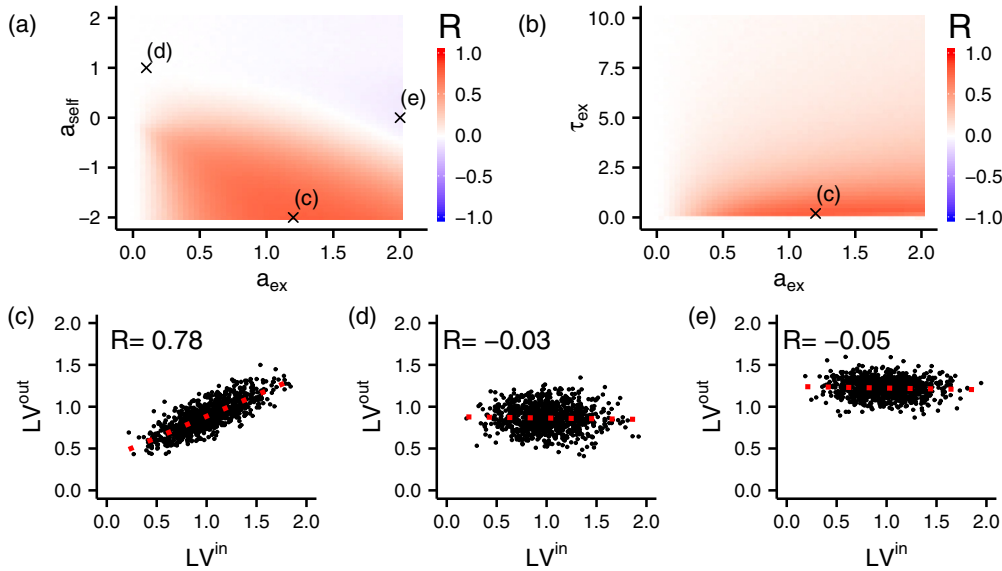 (a)
2
1
0
−1
−2
a_self
0.0 0.5 1.0 1.5 2.0
a_ex
(d)
(e)
(c)
R
1.0
0.5
0.0
−0.5
−1.0
(b)
10.0
7.5
5.0
2.5
0.0
τ_ex
0.0 0.5 1.0 1.5 2.0
a_ex
(c)
R
1.0
0.5
0.0
−0.5
−1.0
(c)
R= 0.78
2.0
1.5
1.0
0.5
0.0
LV^out
0.0 0.5 1.0 1.5 2.0
LV^in
(d)
R= −0.03
2.0
1.5
1.0
0.5
0.0
LV^out
0.0 0.5 1.0 1.5 2.0
LV^in
(e)
R= −0.05
2.0
1.5
1.0
0.5
0.0
LV^out
0.0 0.5 1.0 1.5 2.0
LV^in